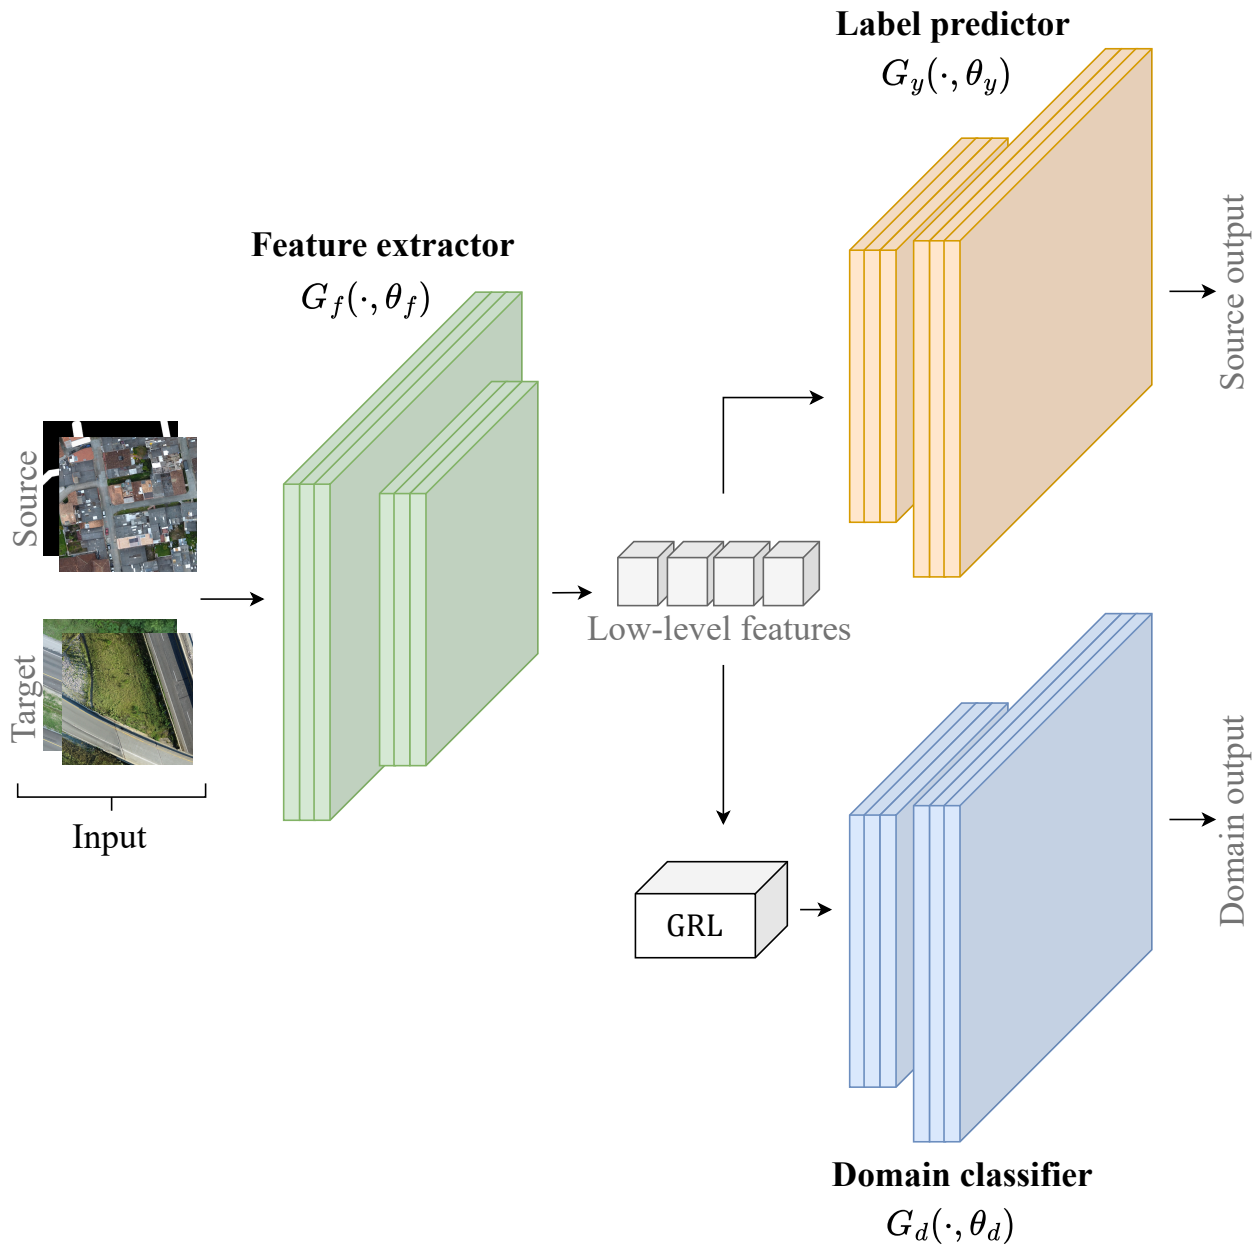 Label predictor
G_y(·, θ_y)
Source output
Feature extractor
G_f(·, θ_f)
Source
Target
Input
Low-level features
GRL
Domain output
Domain classifier
G_d(·, θ_d)